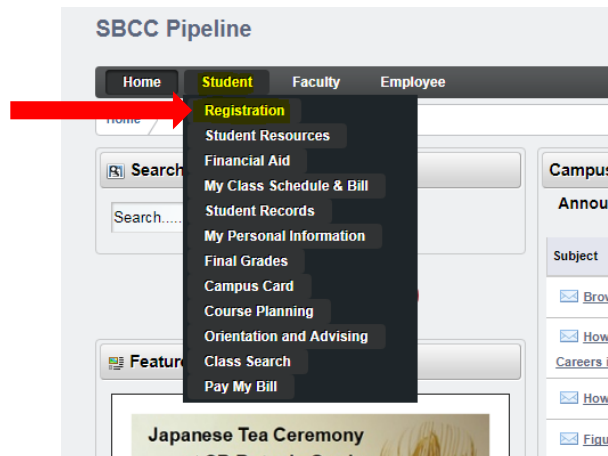 SBCC Pipeline
Home Student Faculty Employee
Home
Registration
Student Resources
Financial Aid
My Class Schedule & Bill
Student Records
My Personal Information
Final Grades
Campus Card
Course Planning
Orientation and Advising
Class Search
Pay My Bill
Search
Search.....
Feature
Japanese Tea Ceremony
Campus
Annou
Subject
Brow
How
Careers i
How
Figu